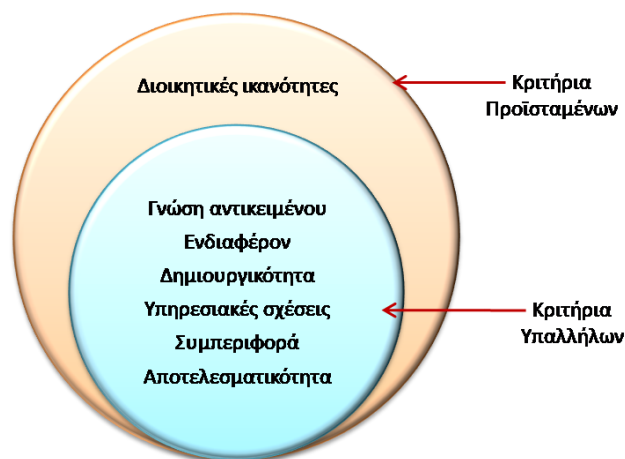 Διοικητικές ικανότητες
Κριτήρια
Προϊσταμένων
Γνώση αντικειμένου
Ενδιαφέρον
Δημιουργικότητα
Υπηρεσιακές σχέσεις
Συμπεριφορά
Αποτελεσματικότητα
Κριτήρια
Υπαλλήλων